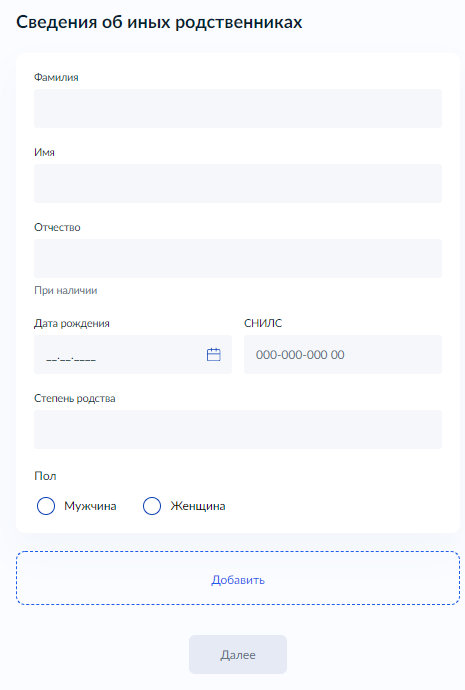 Сведения об иных родственниках
Фамилия
Имя
Отчество
При наличии
Дата рождения СНИЛС
__.__.____ 000-000-000 00
Степень родства
Пол
Мужчина Женщина
Добавить
Далее